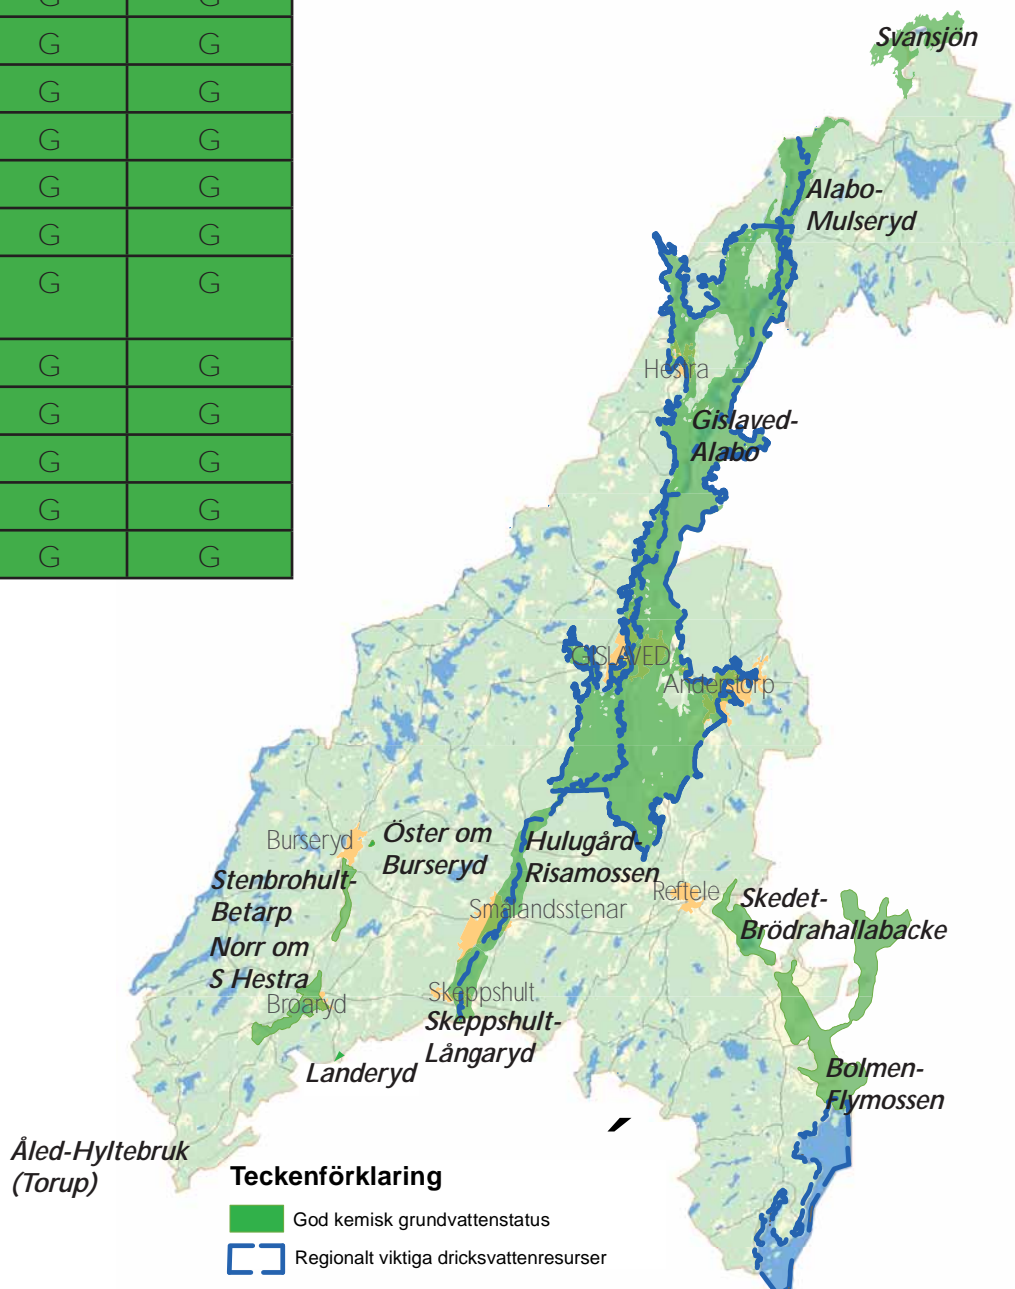 G G
G G
G G
G G
G G
G G
G G
G G
G G
G G
G G
G G
Svansjön
Alabo-
Mulseryd
Hestra
Gislaved-
Alabo
GISLAVED
Anderstorp
Burseryd
Öster om
Burseryd
Hulugård-
Risamossen
Stenbrohult-
Betarp
Reftele
Skedet-
Brödrahallabacke
Smålandsstenar
Norr om
S Hestra
Broaryd
Skeppshult
Skeppshult-
Långaryd
Landeryd
Bolmen-
Flymossen
Åled-Hyltebruk
(Torup)
Teckenförklaring
God kemisk grundvattenstatus
Regionalt viktiga dricksvattenresurser